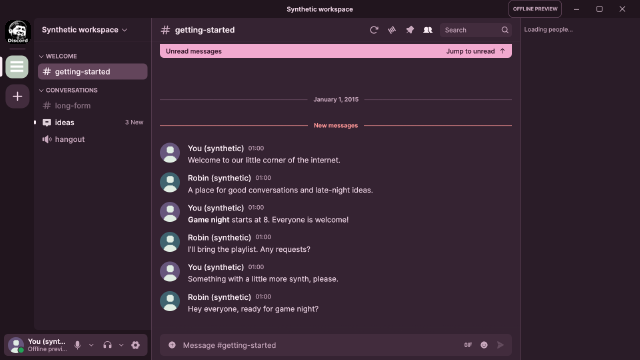 Synthetic workspace
OFFLINE PREVIEW
Discord
Synthetic workspace
WELCOME
# getting-started
CONVERSATIONS
# long-form
ideas 3 New
hangout
# getting-started
Search
Unread messages Jump to unread
January 1, 2015
New messages
You (synthetic) 01:00
Welcome to our little corner of the internet.
Robin (synthetic) 01:00
A place for good conversations and late-night ideas.
You (synthetic) 01:00
Game night starts at 8. Everyone is welcome!
Robin (synthetic) 01:00
I'll bring the playlist. Any requests?
You (synthetic) 01:00
Something with a little more synth, please.
Robin (synthetic) 01:00
Hey everyone, ready for game night?
Message #getting-started
GIF
Loading people...
You (synt...
Offline previ...